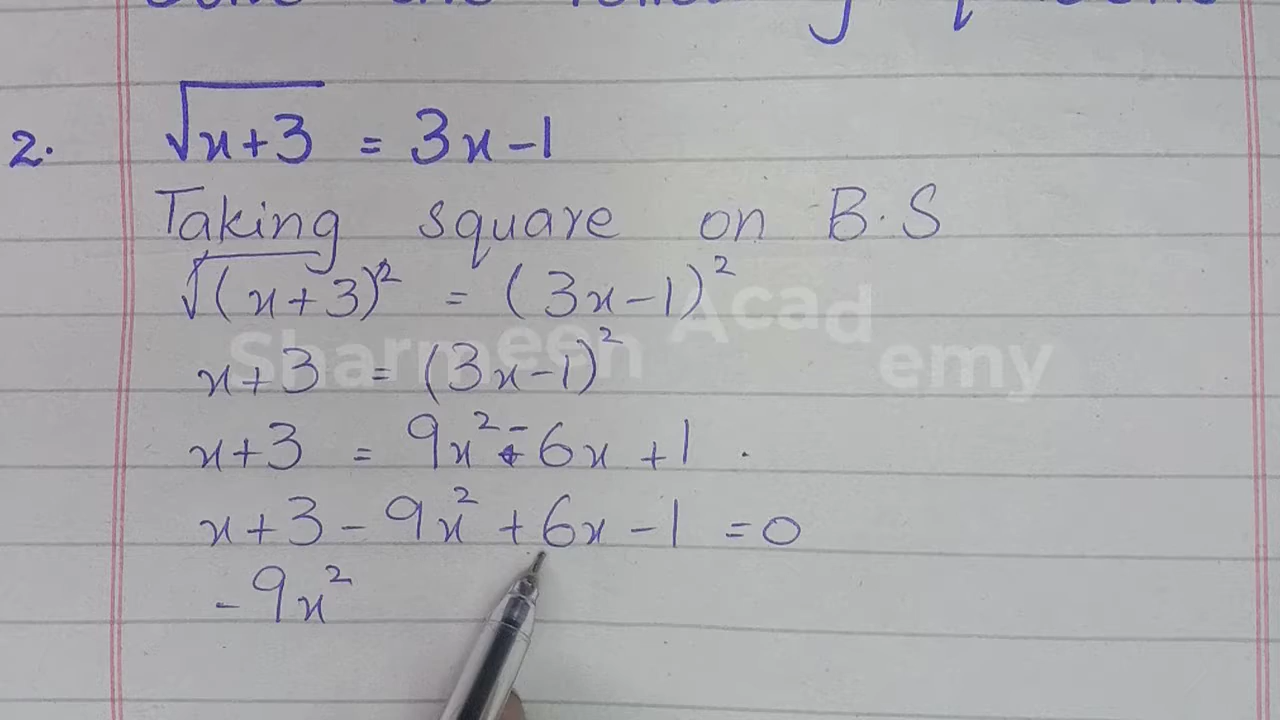 2. √x+3 = 3x-1
Taking square on B.S
√(x+3)² = (3x-1)²
Sharmeen Academy
x+3 = (3x-1)²
x+3 = 9x²-6x+1
x+3-9x²+6x-1 =0
-9x²